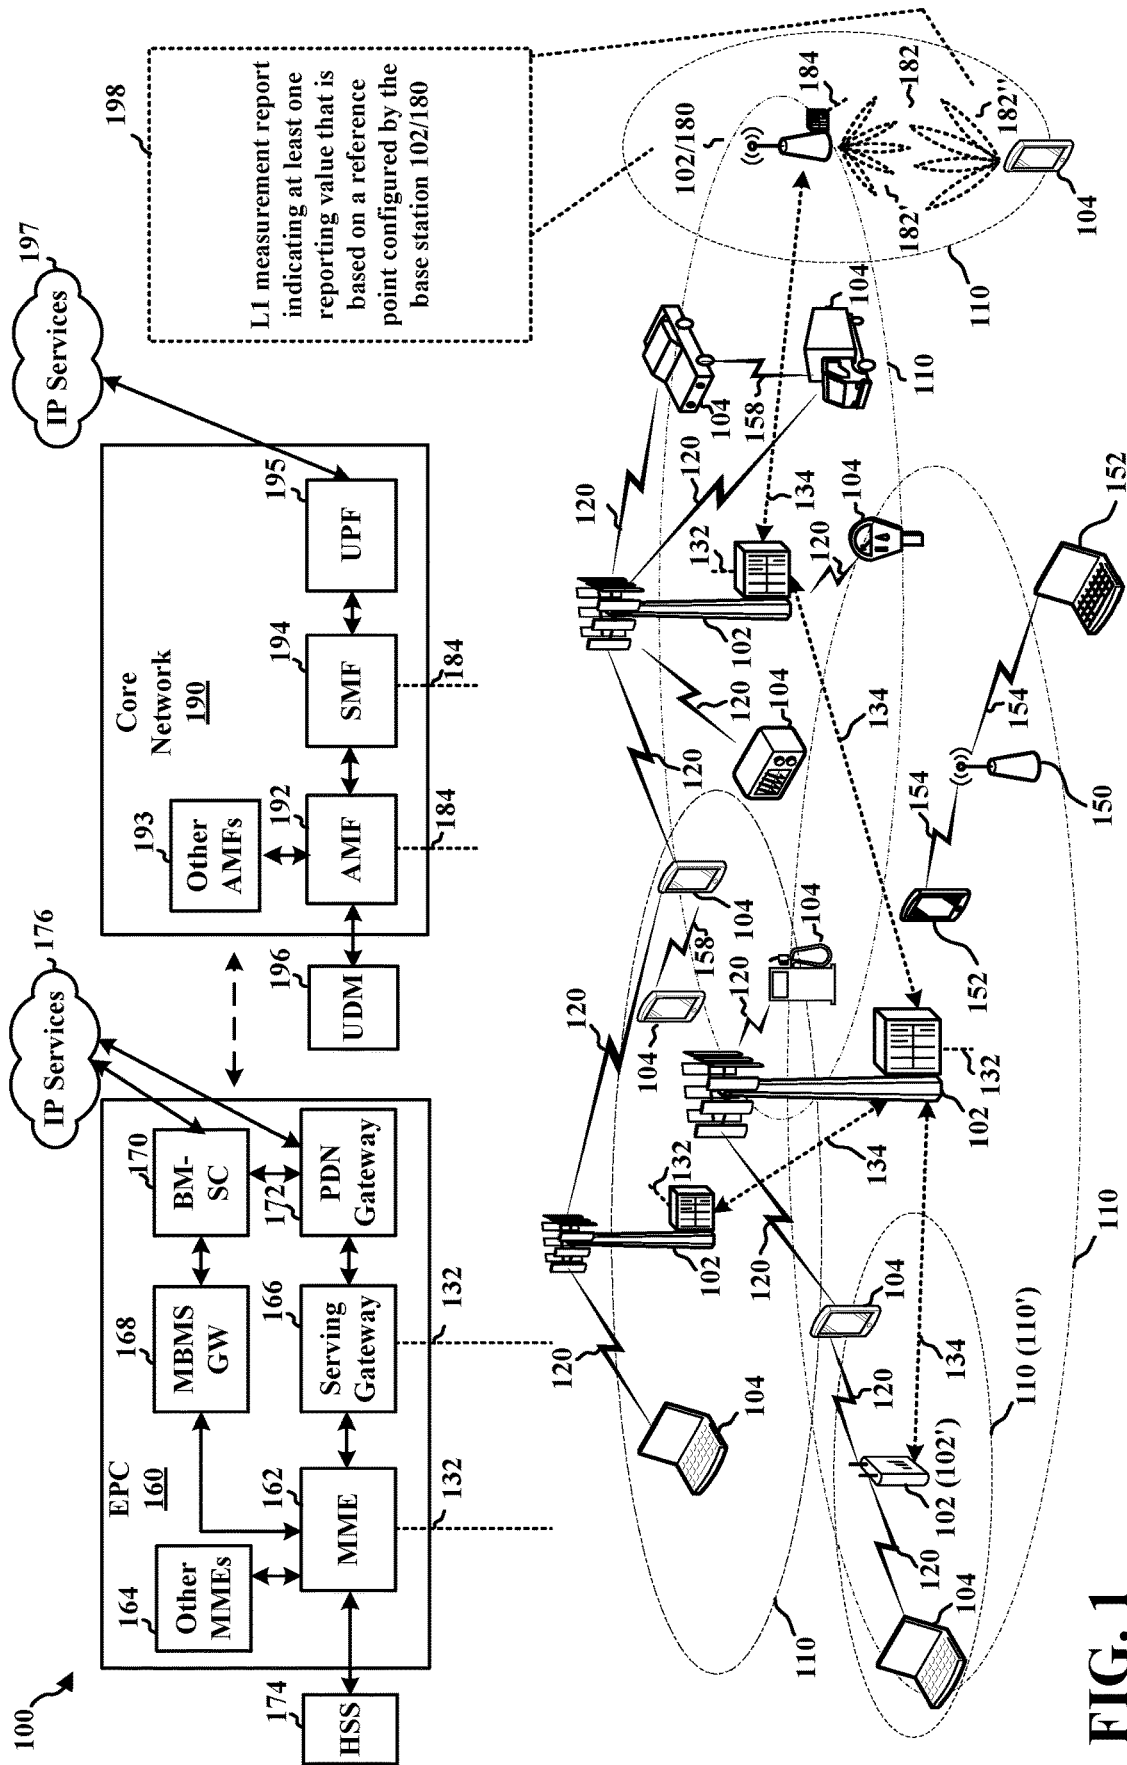 100
EPC
160
164
Other
MMEs
162
MME
174
HSS
132
168
MBMS
GW
166
Serving
Gateway
132
170
BM-
SC
172
PDN
Gateway
IP Services
176
Core
Network
190
193
Other
AMFs
192
AMF
184
196
UDM
194
SMF
184
195
UPF
IP Services
197
198
L1 measurement report
indicating at least one
reporting value that is
based on a reference
point configured by the
base station 102/180
120
104
102
132
120
104
158
104
120
120
104
120
102
132
120
120
104
158
104
110
102/180
184
182
182'
182''
104
110
134
120
104
134
120
104
102
132
134
120
104
120
102 (102')
134
120
104
110
110 (110')
110
152
154
150
154
152
FIG. 1